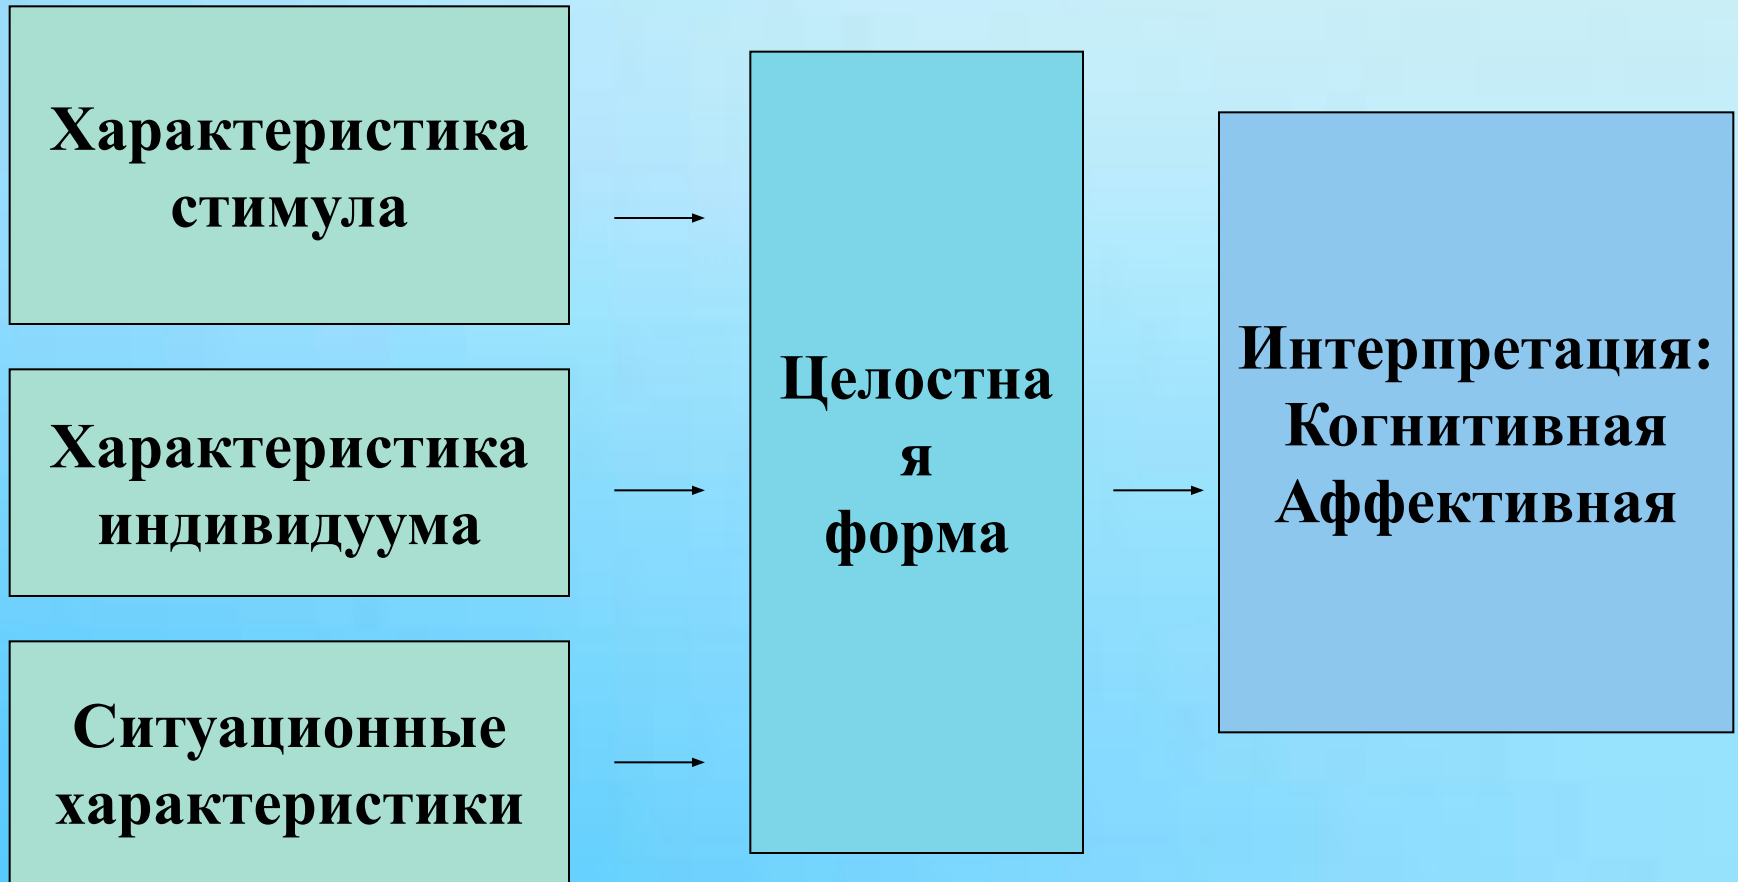 Характеристика
стимула
Характеристика
индивидуума
Ситуационные
характеристики
Целостна
я
форма
Интерпретация:
Когнитивная
Аффективная